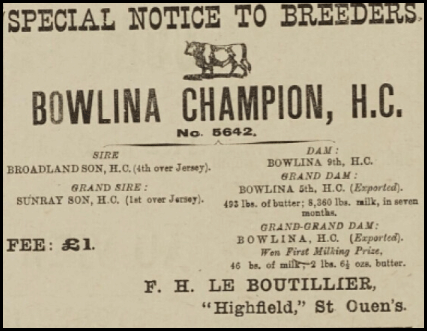 SPECIAL NOTICE TO BREEDERS.
BOWLINA CHAMPION, H.C.
No. 5642.
SIRE
BROADLAND SON, H.C. (4th over Jersey).
GRAND SIRE:
SUNRAY SON, H.C. (1st over Jersey).
FEE: £1.
DAM:
BOWLINA 9th, H.C.
GRAND DAM:
BOWLINA 5th, H.C. (Exported).
493 lbs. of butter; 8,360 lbs. milk, in seven
months.
GRAND-GRAND DAM:
BOWLINA, H.C. (Exported).
Won First Milking Prize,
46 bs. of milk—2 lbs. 6½ ozs. butter.
F. H. LE BOUTILLIER,
"Highfield," St Ouen's.